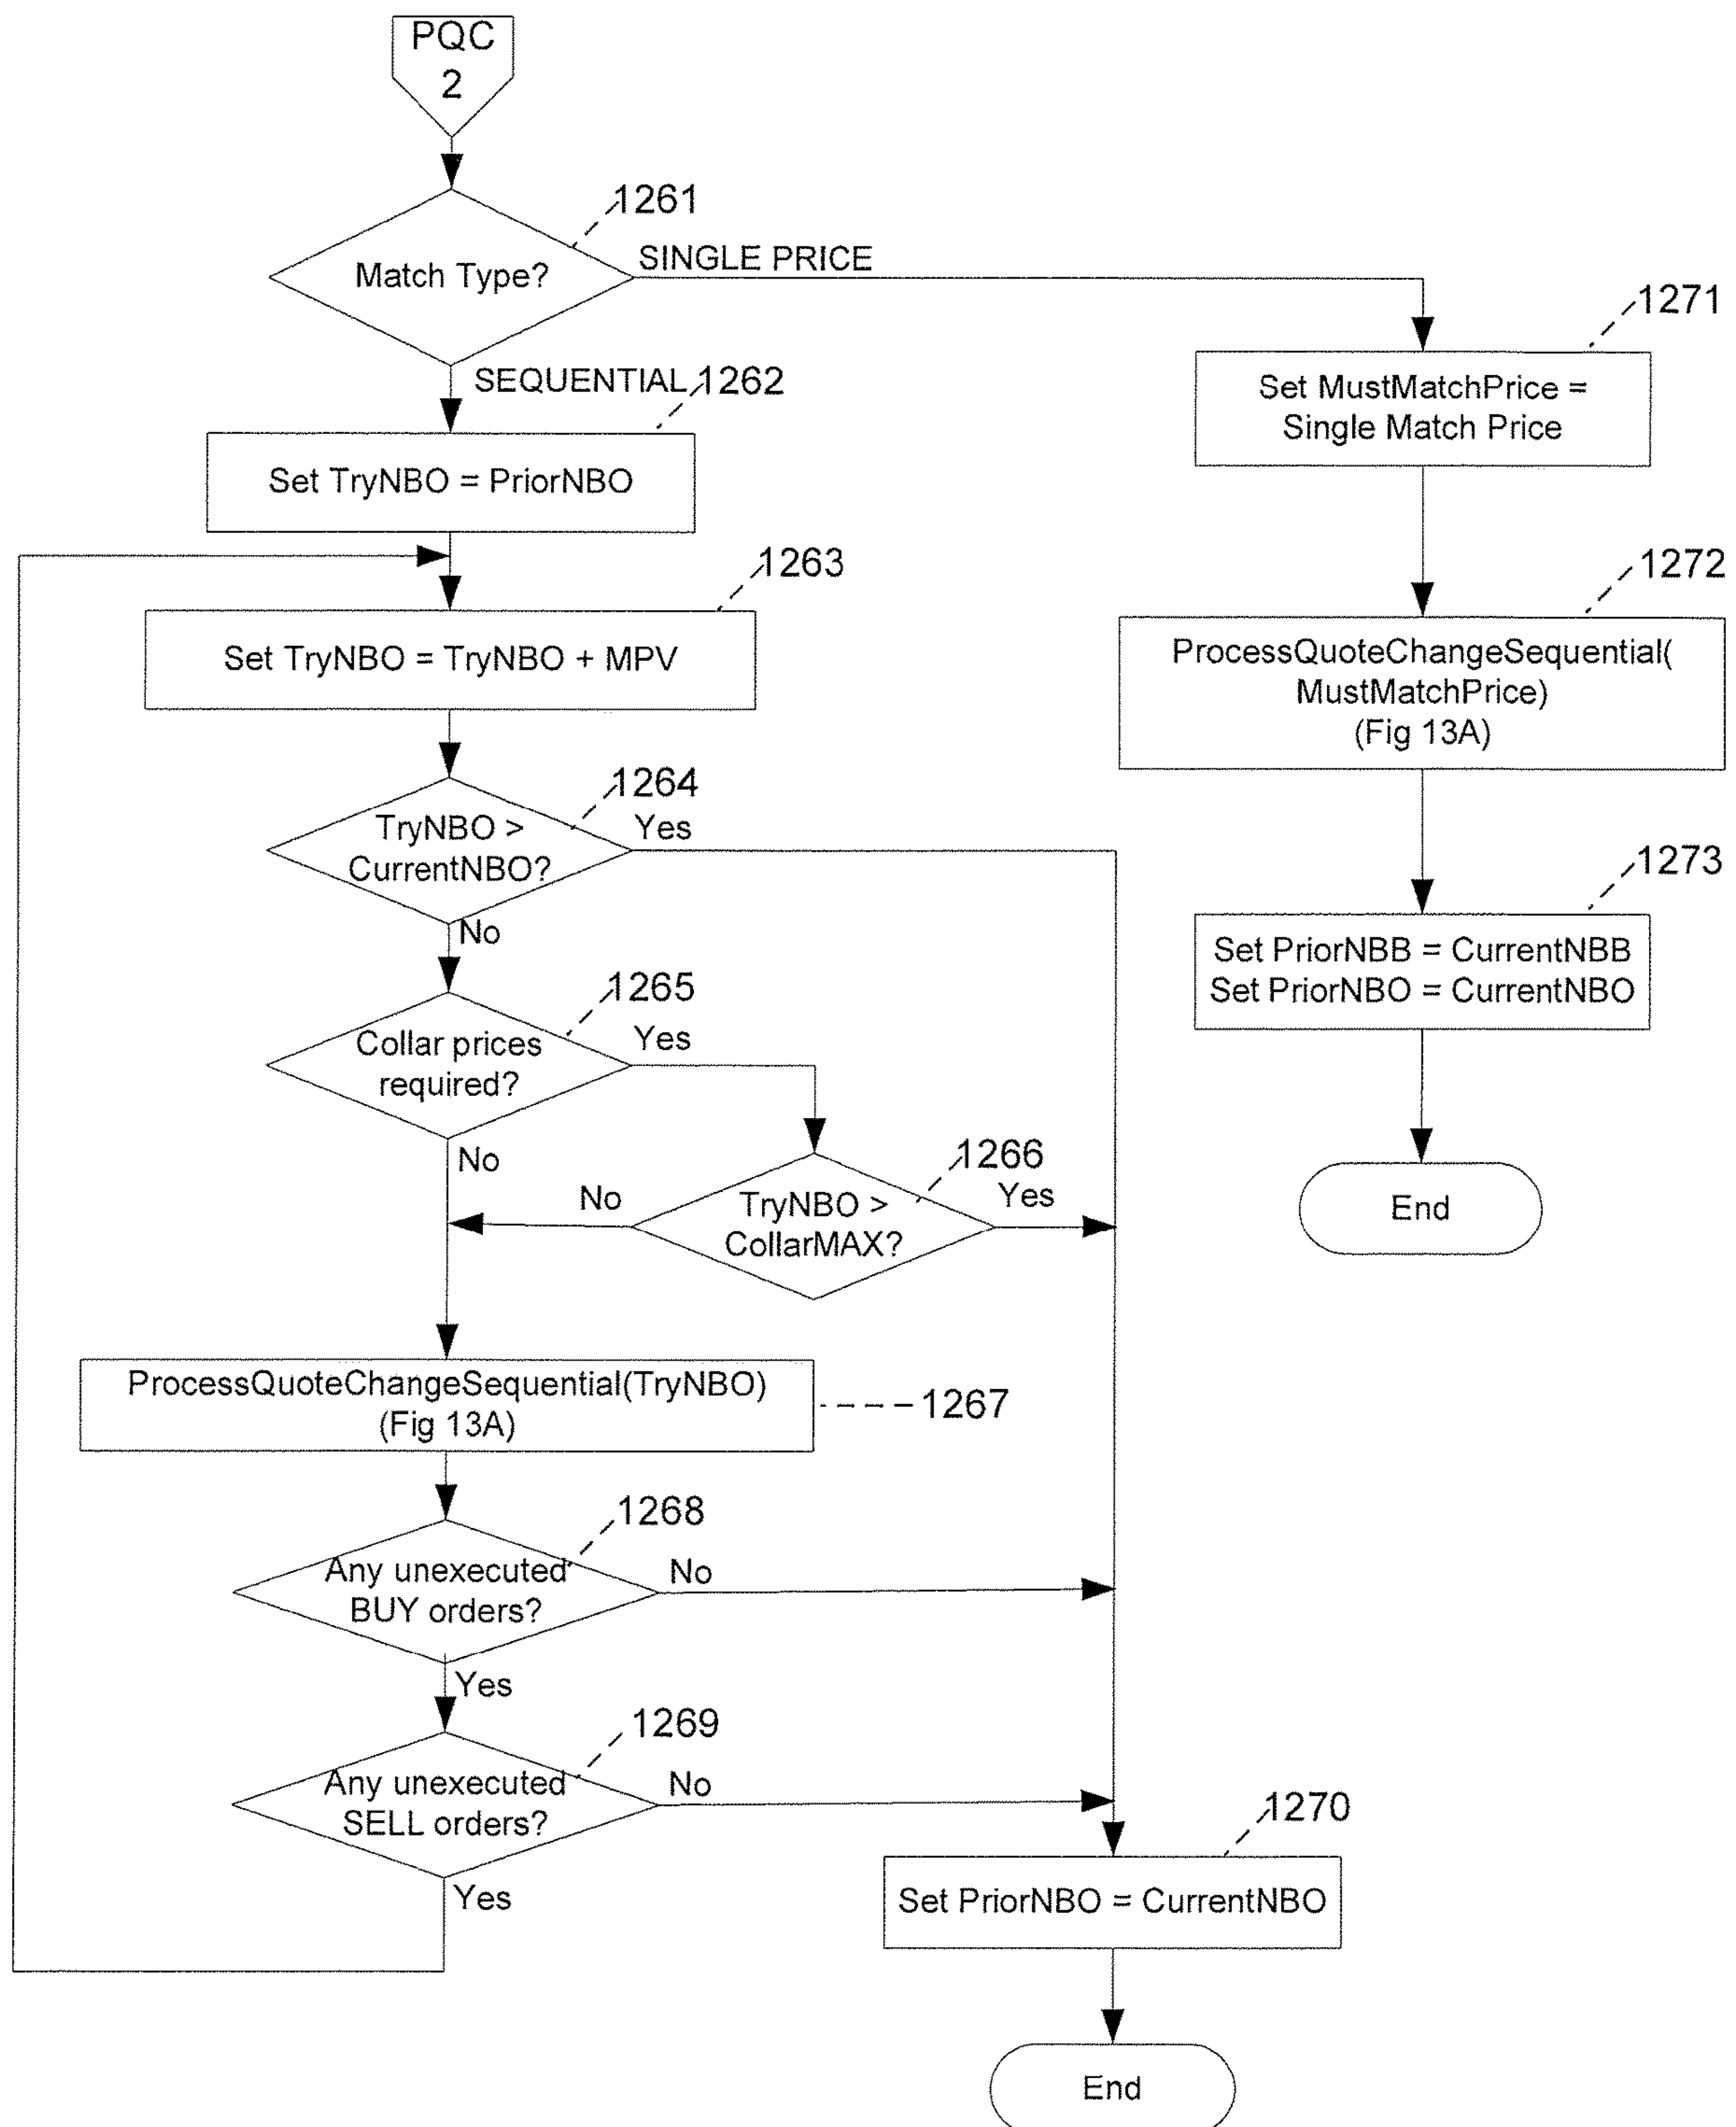 PQC
2
1261
Match Type?
SINGLE PRICE
1271
SEQUENTIAL
1262
Set MustMatchPrice =
Single Match Price
Set TryNBO = PriorNBO
1263
1272
Set TryNBO = TryNBO + MPV
ProcessQuoteChangeSequential(
MustMatchPrice)
(Fig 13A)
1264
TryNBO >
CurrentNBO?
Yes
No
1273
Set PriorNBB = CurrentNBB
Set PriorNBO = CurrentNBO
1265
Collar prices
required?
Yes
No
1266
TryNBO >
CollarMAX?
No
Yes
End
ProcessQuoteChangeSequential(TryNBO)
(Fig 13A)
1267
1268
Any unexecuted
BUY orders?
No
Yes
1269
Any unexecuted
SELL orders?
No
Yes
1270
Set PriorNBO = CurrentNBO
End